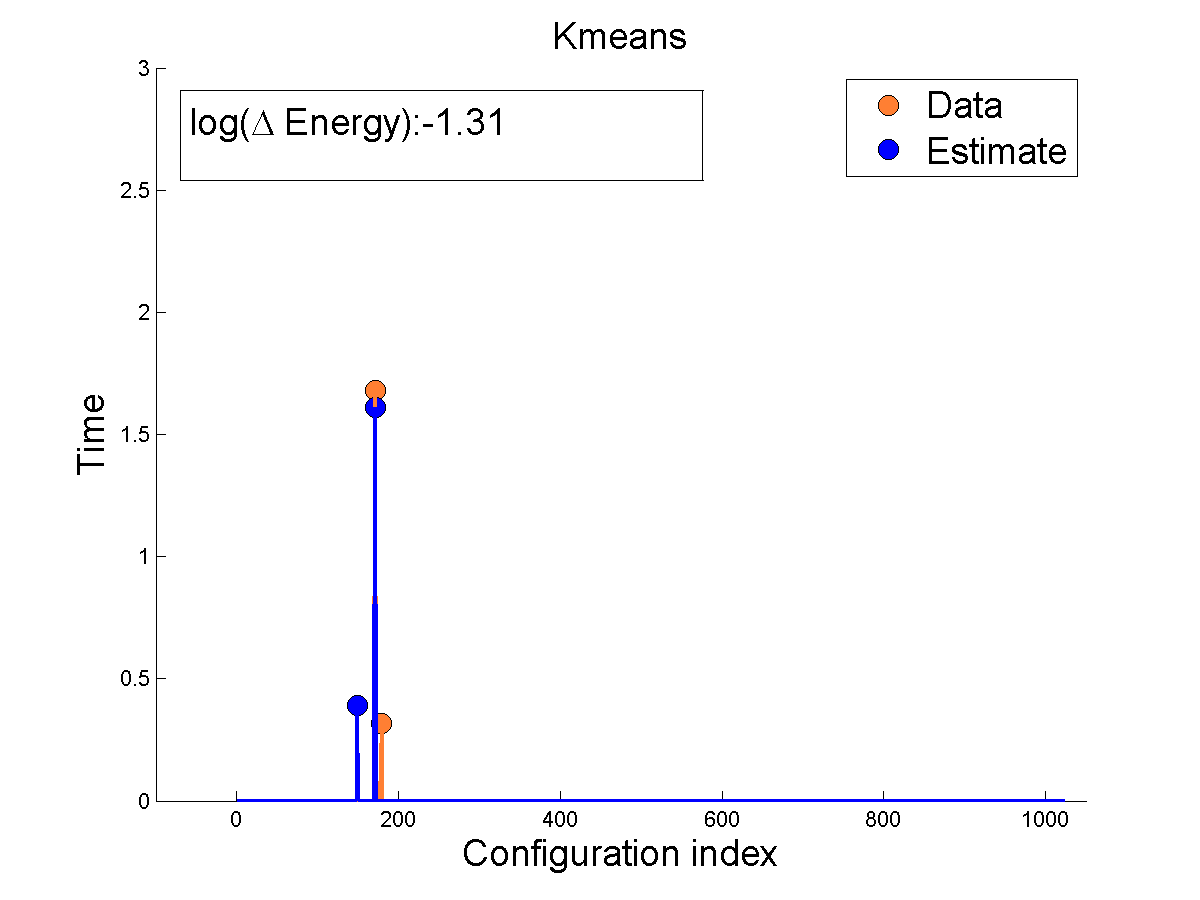 Kmeans
log(Δ Energy):-1.31
Data
Estimate
3
2.5
2
1.5
1
0.5
0
Time
0 200 400 600 800 1000
Configuration index